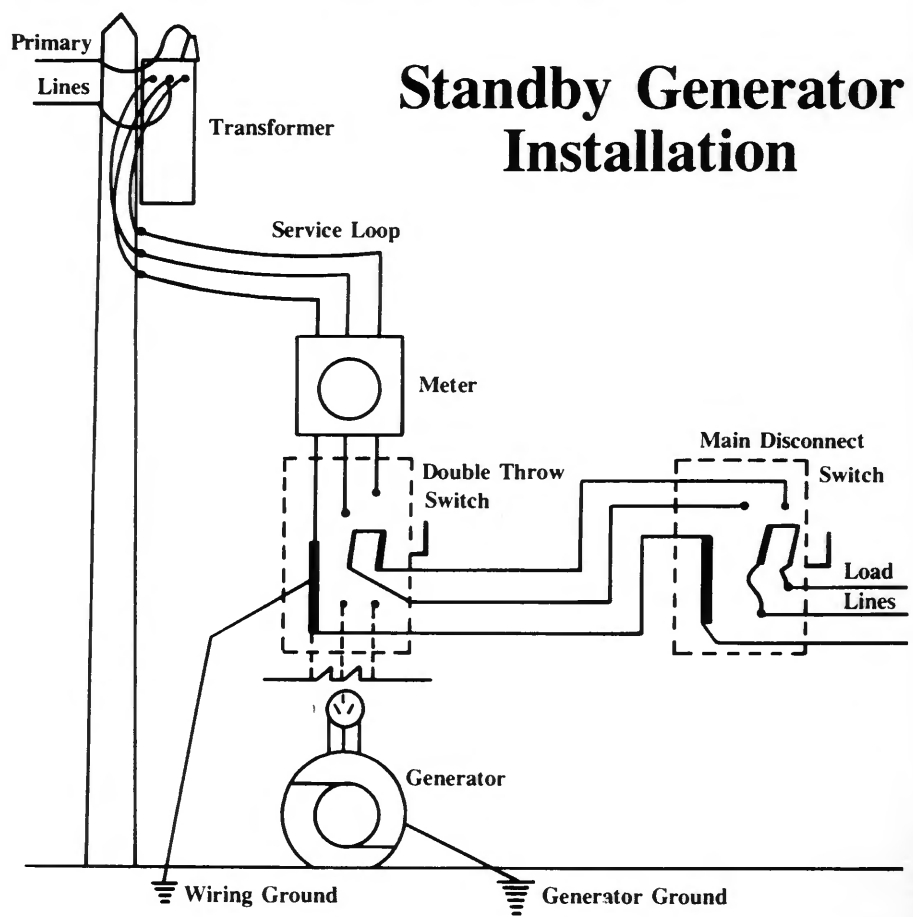 Standby Generator
Installation
Primary
Lines
Transformer
Service Loop
Meter
Double Throw
Switch
Main Disconnect
Switch
Load
Lines
Generator
Wiring Ground
Generator Ground